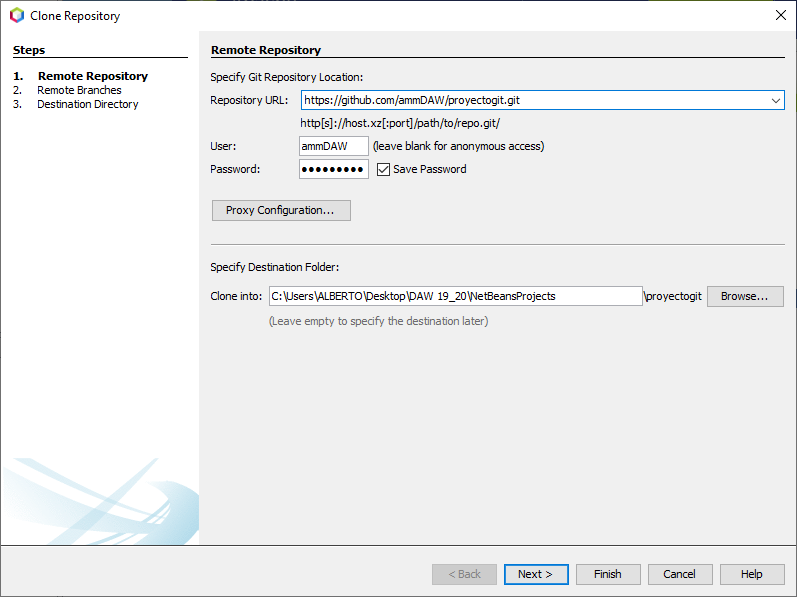 Clone Repository
Steps
1. Remote Repository
2. Remote Branches
3. Destination Directory
Remote Repository
Specify Git Repository Location:
Repository URL: https://github.com/ammDAW/proyectogit.git
http[s]://host.xz[:port]/path/to/repo.git/
User: ammDAW (leave blank for anonymous access)
Password: ●●●●●●●●● Save Password
Proxy Configuration...
Specify Destination Folder:
Clone into: C:\Users\ALBERTO\Desktop\DAW 19_20\NetBeansProjects \proyectogit Browse...
(Leave empty to specify the destination later)
< Back Next > Finish Cancel Help